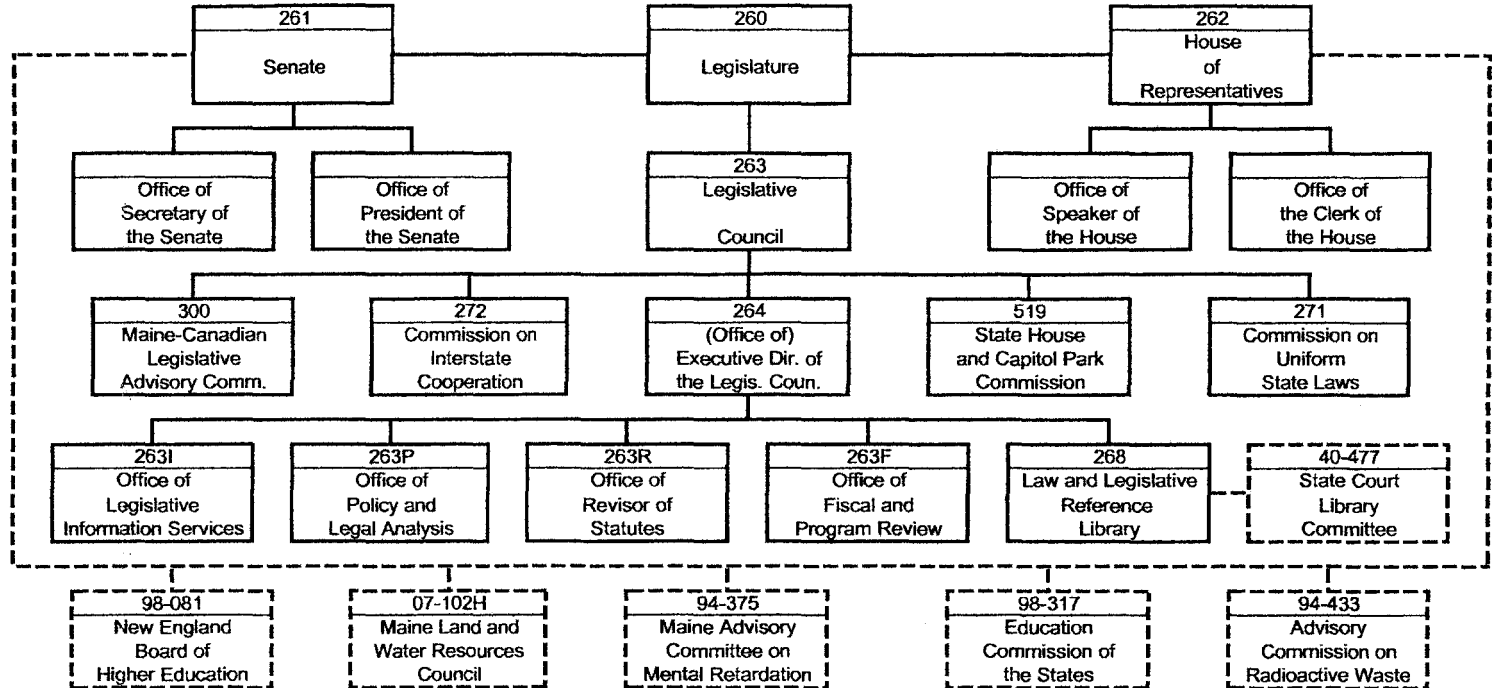 261
Senate
260
Legislature
262
House
of
Representatives
Office of
Secretary of
the Senate
Office of
President of
the Senate
263
Legislative
Council
Office of
Speaker of
the House
Office of
the Clerk of
the House
300
Maine-Canadian
Legislative
Advisory Comm.
272
Commission on
Interstate
Cooperation
264
(Office of)
Executive Dir. of
the Legis. Coun.
519
State House
and Capitol Park
Commission
271
Commission on
Uniform
State Laws
263I
Office of
Legislative
Information Services
263P
Office of
Policy and
Legal Analysis
263R
Office of
Revisor of
Statutes
263F
Office of
Fiscal and
Program Review
268
Law and Legislative
Reference
Library
40-477
State Court
Library
Committee
98-081
New England
Board of
Higher Education
07-102H
Maine Land and
Water Resources
Council
94-375
Maine Advisory
Committee on
Mental Retardation
98-317
Education
Commission of
the States
94-433
Advisory
Commission on
Radioactive Waste